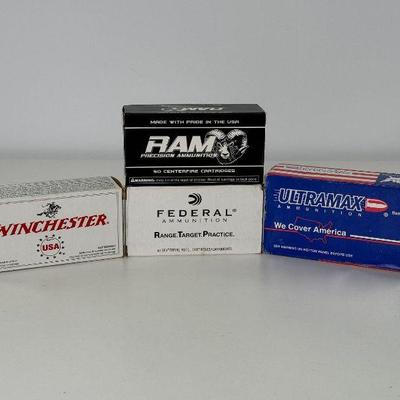 MADE WITH PRIDE IN THE USA
RAM
PRECISION AMMUNITION
50 CENTERFIRE CARTRIDGES
WARNING:
WINCHESTER
USA
FEDERAL
AMMUNITION
RANGE.TARGET.PRACTICE.
ULTRAMAX
AMMUNITION
We Cover America